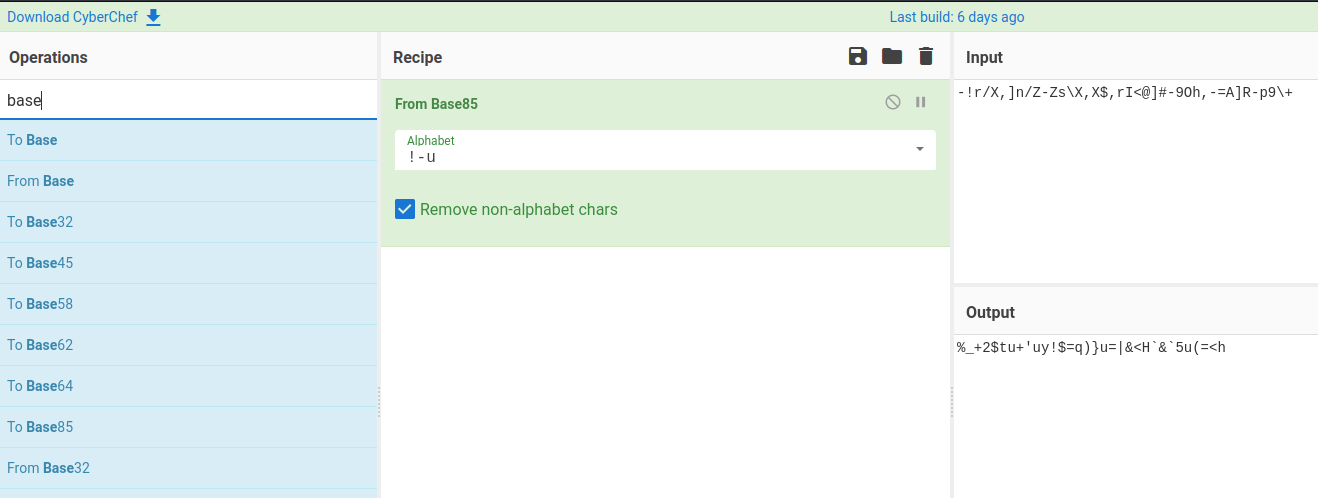 Download CyberChef
Last build: 6 days ago
Operations
base
To Base
From Base
To Base32
To Base45
To Base58
To Base62
To Base64
To Base85
From Base32
Recipe
From Base85
Alphabet
!-u
Remove non-alphabet chars
Input
-!r/X,]n/Z-Zs\X,X$,rI<@]#-9Oh,-=A]R-p9\+
Output
%_+2$tu+'uy!$=q)}u=|&<H`&`5u(=<h